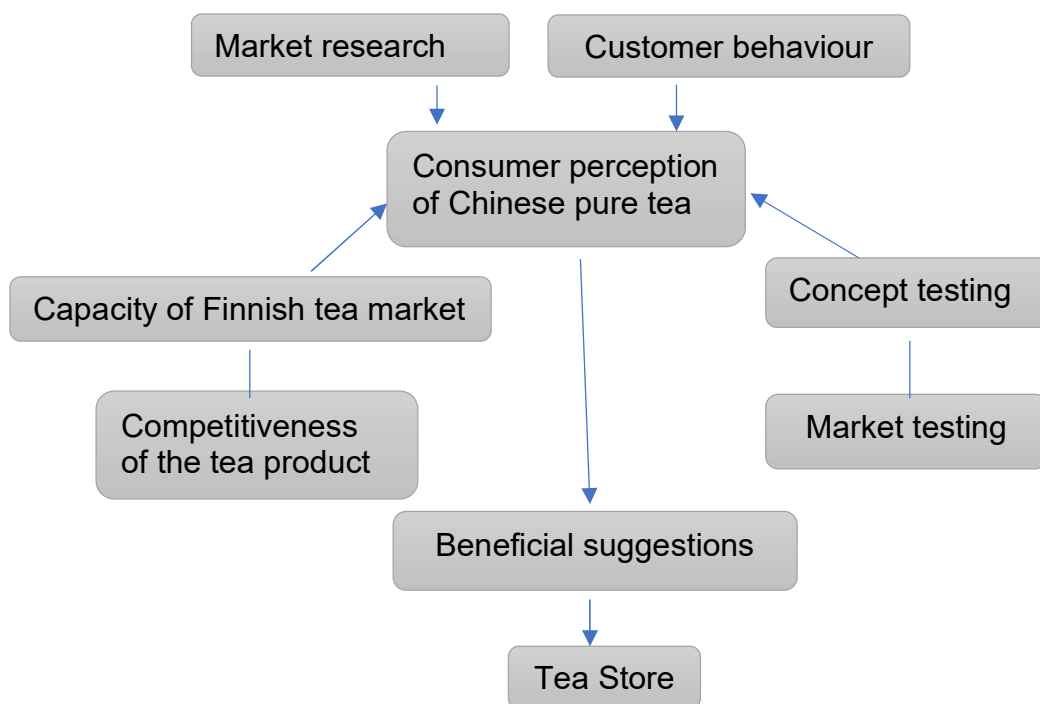 Market research
Customer behaviour
Consumer perception
of Chinese pure tea
Capacity of Finnish tea market
Concept testing
Competitiveness
of the tea product
Market testing
Beneficial suggestions
Tea Store